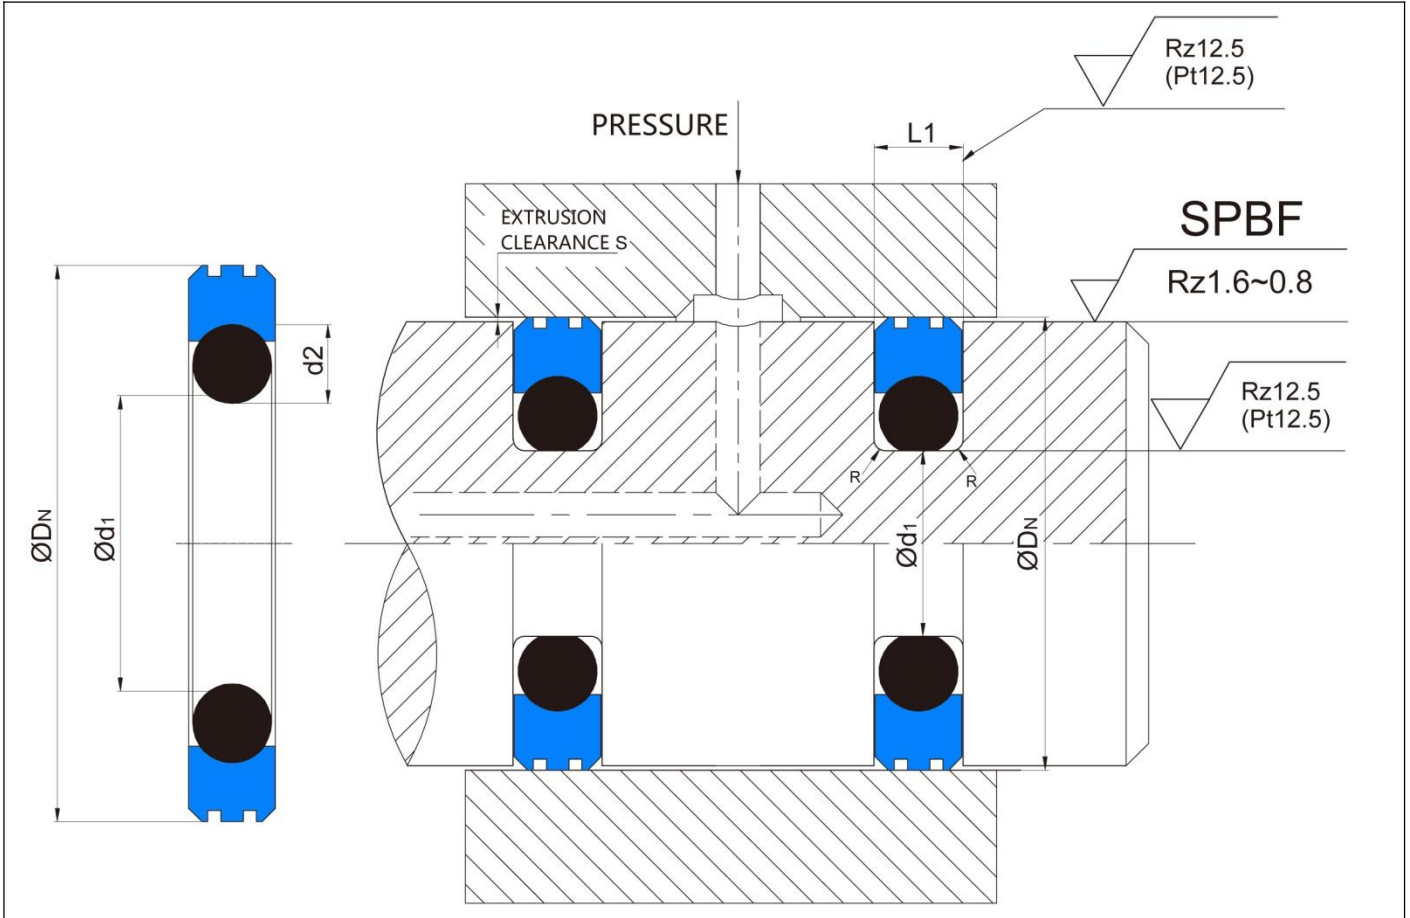 Rz12.5
(Pt12.5)
PRESSURE
L1
EXTRUSION
CLEARANCE S
SPBF
Rz1.6~0.8
d2
Rz12.5
(Pt12.5)
R
R
ØDN
Ød1
Ød1
ØDN